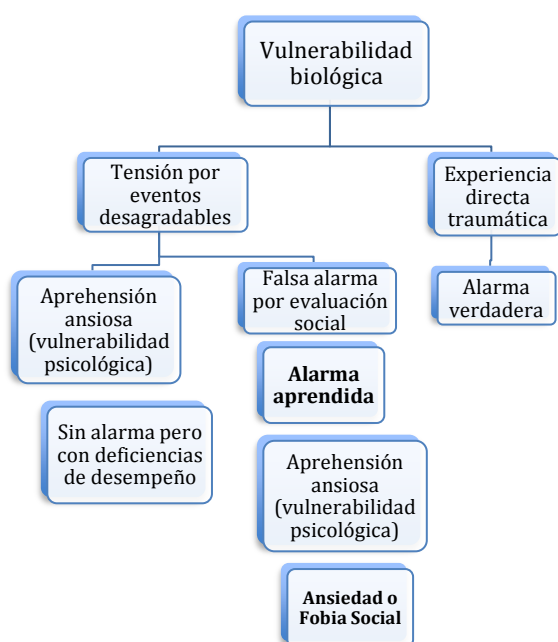 Vulnerabilidad
biológica
Tensión por
eventos
desagradables
Experiencia
directa
traumática
Aprehensión
ansiosa
(vulnerabilidad
psicológica)
Falsa alarma
por evaluación
social
Alarma
verdadera
Alarma
aprendida
Sin alarma pero
con deficiencias
de desempeño
Aprehensión
ansiosa
(vulnerabilidad
psicológica)
Ansiedad o
Fobia Social